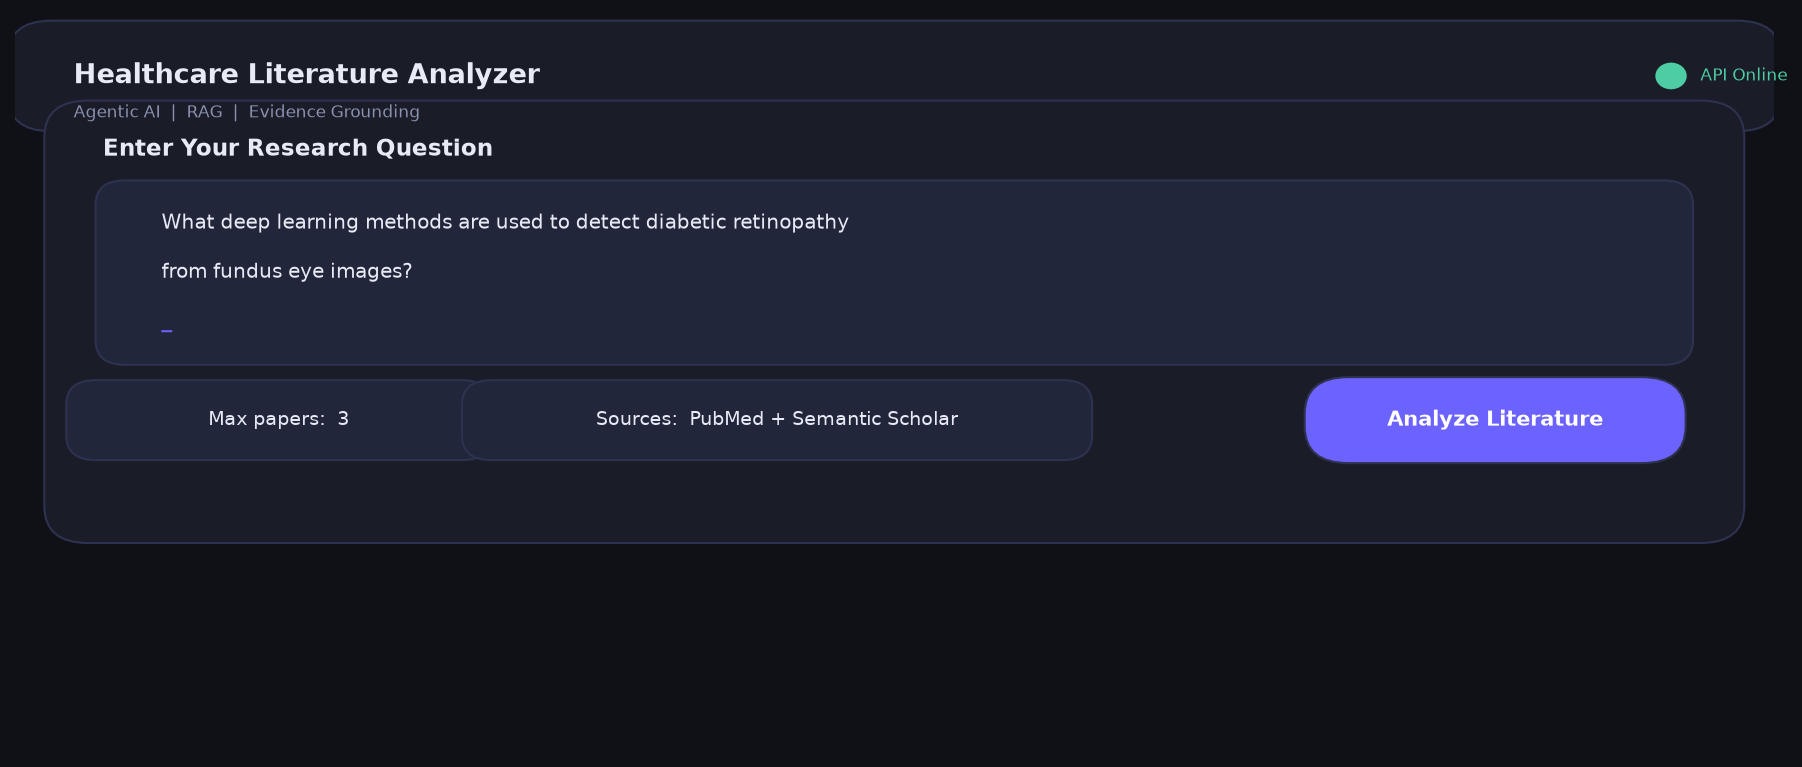 Healthcare Literature Analyzer
API Online
Agentic AI | RAG | Evidence Grounding
Enter Your Research Question
What deep learning methods are used to detect diabetic retinopathy
from fundus eye images?
_
Max papers: 3
Sources: PubMed + Semantic Scholar
Analyze Literature